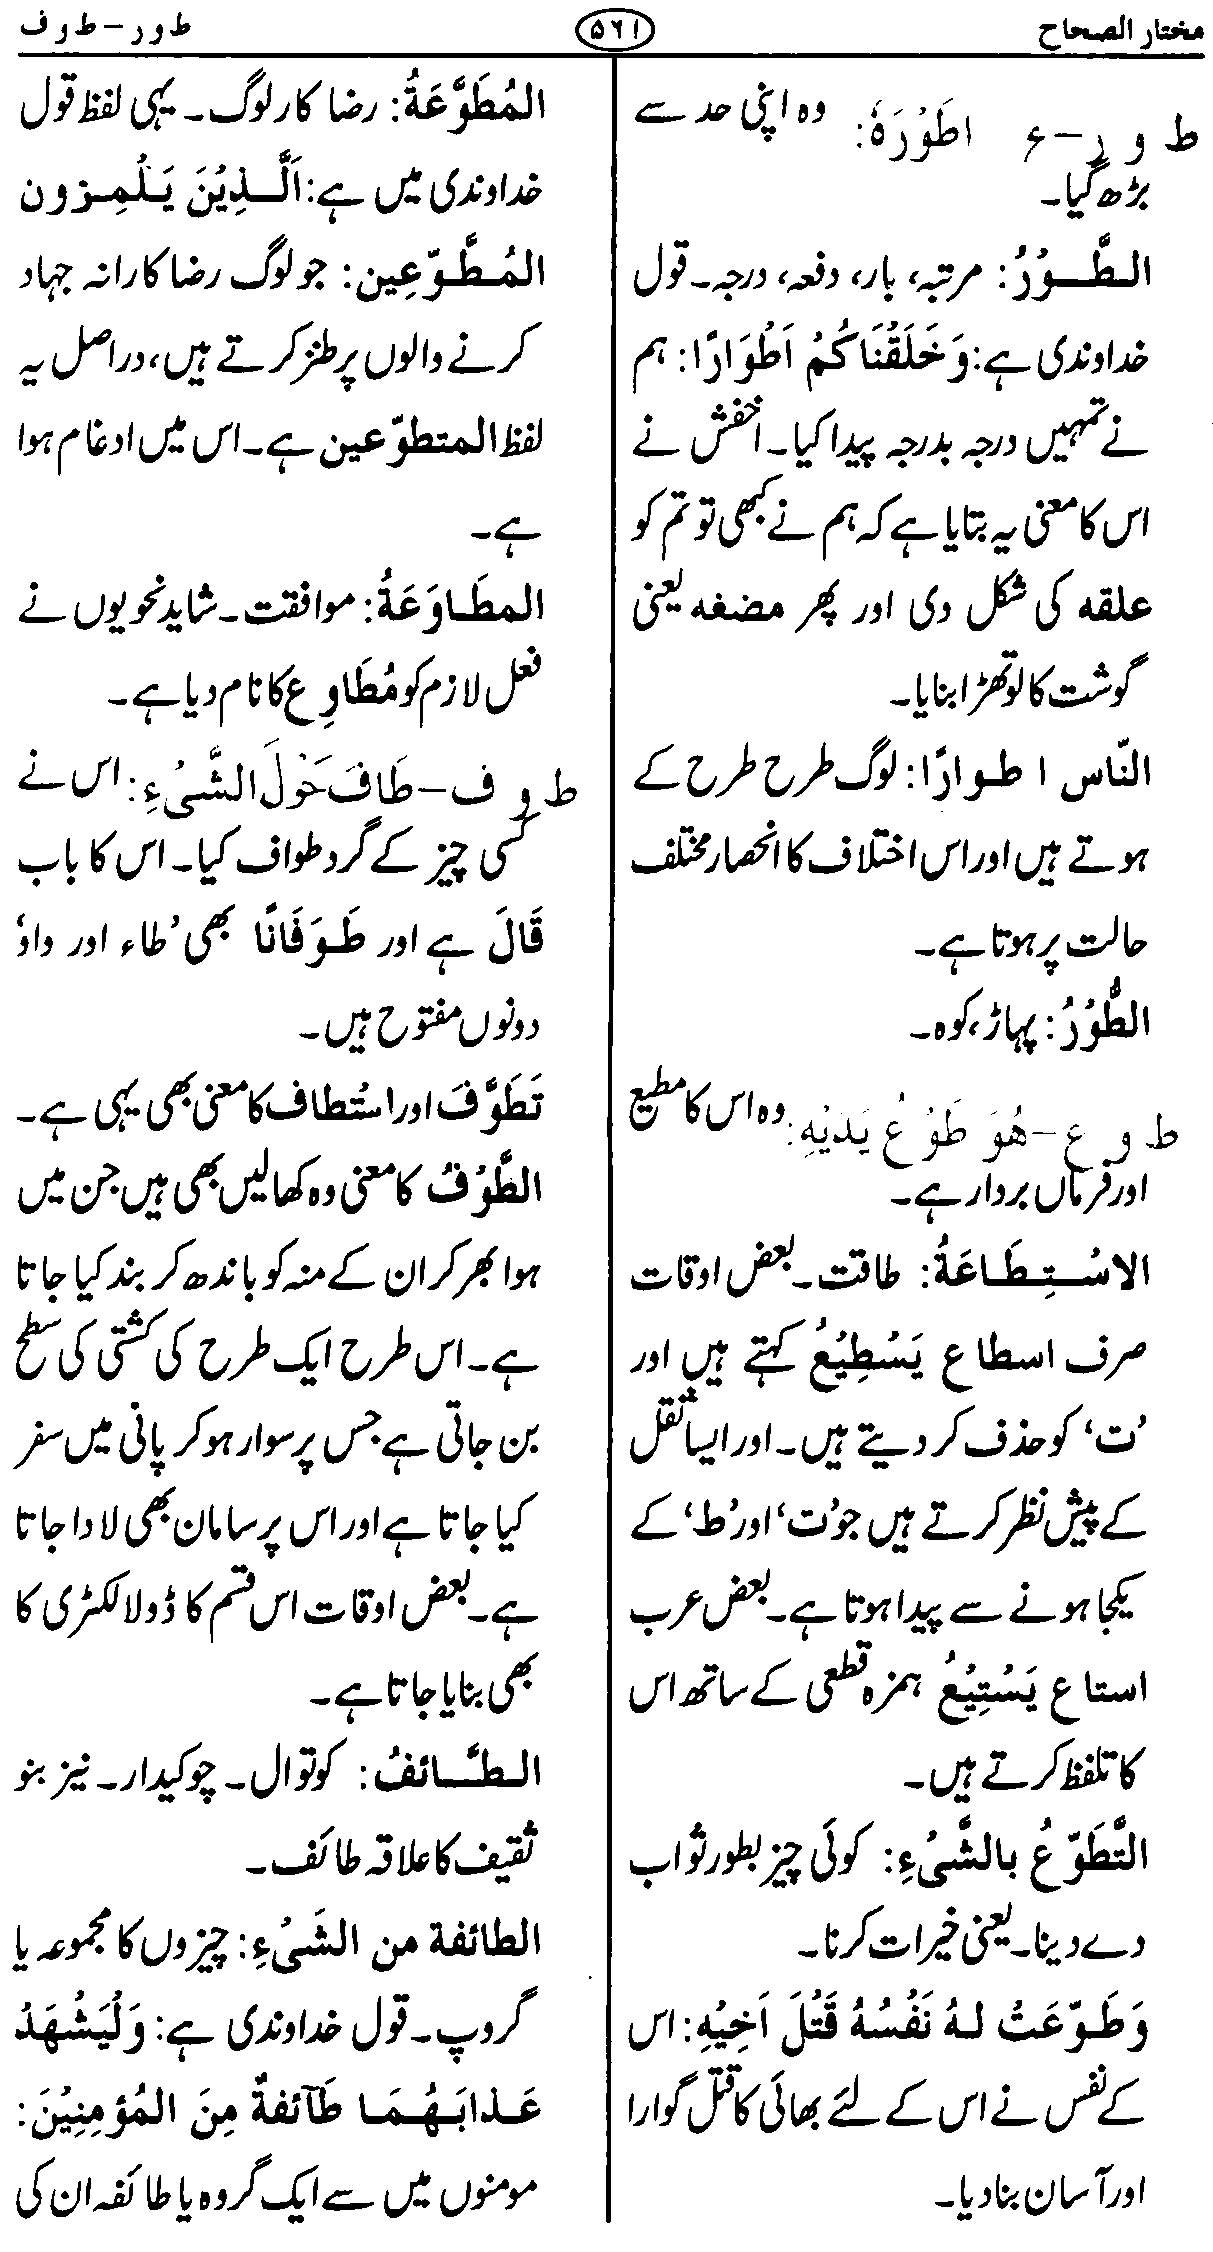 مختار الصحاح
۵۶۱
ط و ر – ط و ف
ط و ر – ء اَطَوْرَہٗ: وہ اپنی حد سے
بڑھ گیا۔
الطَّوْرُ: مرتبہ، بار، دفعہ، درجہ۔ قول
خداوندی ہے: وَخَلَقْنَاكُمْ اَطْوَارًا: ہم
نے تمہیں درجہ بدرجہ پیدا کیا۔ اخفش نے
اس کا معنی یہ بتایا ہے کہ ہم نے کبھی تو تم کو
علقه کی شکل دی اور پھر مضغه یعنی
گوشت کا لوتھڑا بنایا۔
النّاس اطوارًا: لوگ طرح طرح کے
ہوتے ہیں اور اس اختلاف کا انحصار مختلف
حالت پر ہوتا ہے۔
الطُّوْرُ: پہاڑ، کوہ۔
ط و ع – هُوَ طَوْعُ يَدَيْهِ: وہ اس کا مطیع
اور فرماں بردار ہے۔
الاسْتِطَاعَةُ: طاقت۔ بعض اوقات
صرف اسطاع يَسْطِيْعُ کہتے ہیں اور
'ت' کو حذف کر دیتے ہیں۔ اور ایسا ثقل
کے پیش نظر کرتے ہیں جو 'ت' اور 'ط' کے
یکجا ہونے سے پیدا ہوتا ہے۔ بعض عرب
استاع يَسْتِيْعُ ہمزہ قطعی کے ساتھ اس
کا تلفظ کرتے ہیں۔
التَّطَوّعُ بالشَّيْءِ: کوئی چیز بطور ثواب
دے دینا۔ یعنی خیرات کرنا۔
وَطَوّعَتْ لهُ نَفْسُهُ قَتْلَ اَخِيْهِ: اس
کے نفس نے اس کے لئے بھائی کا قتل گوارا
اور آسان بنا دیا۔
المُطَوَّعَةُ: رضا کار لوگ۔ یہی لفظ قول
خداوندی میں ہے: اَلَّذِيْنَ يَلْمِزون
المُطَّوّعِين: جو لوگ رضا کارانہ جہاد
کرنے والوں پر طنز کرتے ہیں، دراصل یہ
لفظ المتطوّعین ہے۔ اس میں ادغام ہوا
ہے۔
المطَاوَعَةُ: موافقت۔ شاید نحویوں نے
فعل لازم کو مُطَاوِع کا نام دیا ہے۔
ط و ف – طَافَ حَوْلَ الشَّيْءِ: اس نے
کسی چیز کے گرد طواف کیا۔ اس کا باب
قَالَ ہے اور طَوَفَانًا بھی 'طاء اور واؤ
دونوں مفتوح ہیں۔
تَطَوَّفَ اور اسْتطاف کا معنی بھی یہی ہے۔
الطَّوْفُ کا معنی وہ کھالیں بھی ہیں جن میں
ہوا بھر کر ان کے منہ کو باندھ کر بند کیا جاتا
ہے۔ اس طرح ایک طرح کی کشتی کی سطح
بن جاتی ہے جس پر سوار ہو کر پانی میں سفر
کیا جاتا ہے اور اس پر سامان بھی لادا جاتا
ہے۔ بعض اوقات اس قسم کا ڈولا لکڑی کا
بھی بنایا جاتا ہے۔
الطَّائفُ: کوتوال۔ چوکیدار۔ نیز بنو
ثقیف کا علاقہ طائف۔
الطائفة من الشَيْءِ: چیزوں کا مجموعہ یا
گروپ۔ قول خداوندی ہے: وَلْيَشْهَدْ
عَذابَهُمَا طَآئفةٌ مِنَ المُؤمِنِيْنَ:
مومنوں میں سے ایک گروہ یا طائفہ ان کی